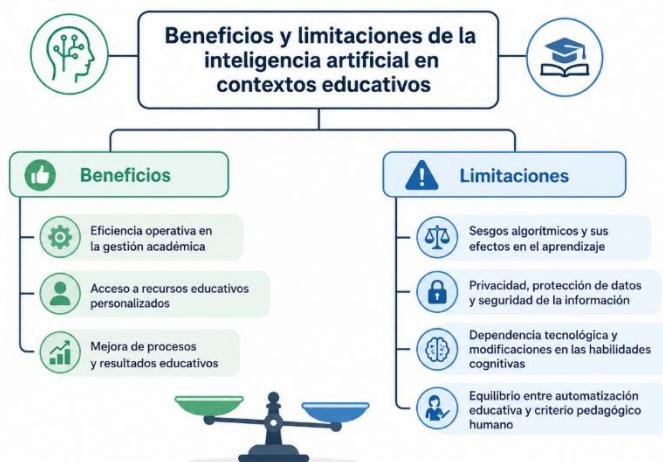 Beneficios y limitaciones de la
inteligencia artificial en
contextos educativos
Beneficios
Eficiencia operativa en
la gestión académica
Acceso a recursos educativos
personalizados
Mejora de procesos
y resultados educativos
Limitaciones
Sesgos algorítmicos y sus
efectos en el aprendizaje
Privacidad, protección de datos
y seguridad de la información
Dependencia tecnológica y
modificaciones en las habilidades
cognitivas
Equilibrio entre automatización
educativa y criterio pedagógico
humano